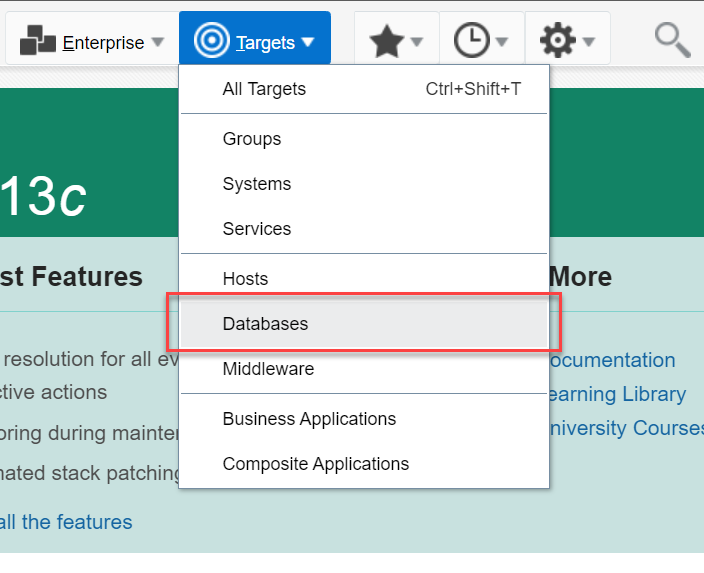 Enterprise
Targets
All Targets Ctrl+Shift+T
Groups
Systems
Services
Hosts
Databases
Middleware
Business Applications
Composite Applications
13c
st Features
resolution for all ev
ctive actions
oring during mainter
nated stack patching
all the features
More
ocumentation
earning Library
niversity Courses